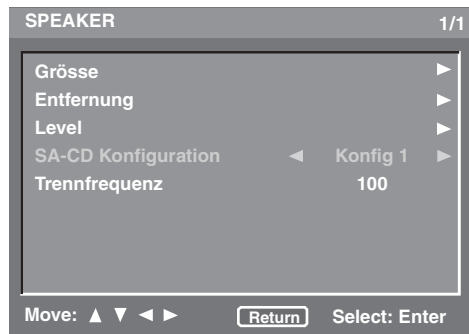 SPEAKER 1/1
Grösse ▶
Entfernung ▶
Level ▶
SA-CD Konfiguration ◀ Konfig 1 ▶
Trennfrequenz 100
Move: ▲ ▼ ◀ ▶ Return Select: Enter